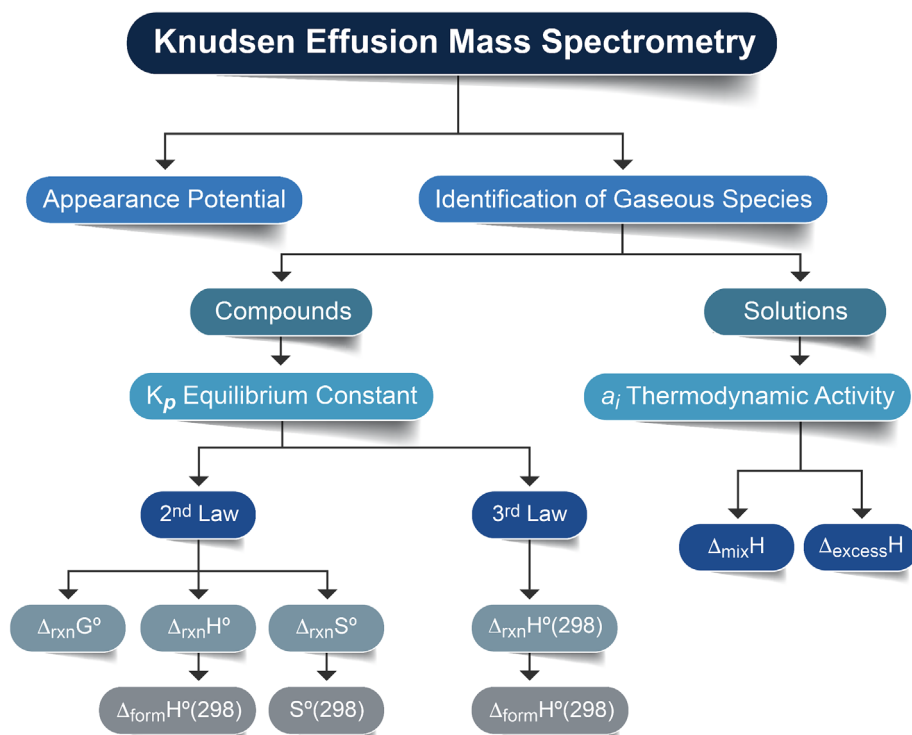 Knudsen Effusion Mass Spectrometry
Appearance Potential
Identification of Gaseous Species
Compounds
Solutions
Kp Equilibrium Constant
ai Thermodynamic Activity
2nd Law
3rd Law
ΔmixH
ΔexcessH
ΔrxnGº
ΔrxnHº
ΔrxnSº
ΔrxnHº(298)
ΔformHº(298)
Sº(298)
ΔformHº(298)